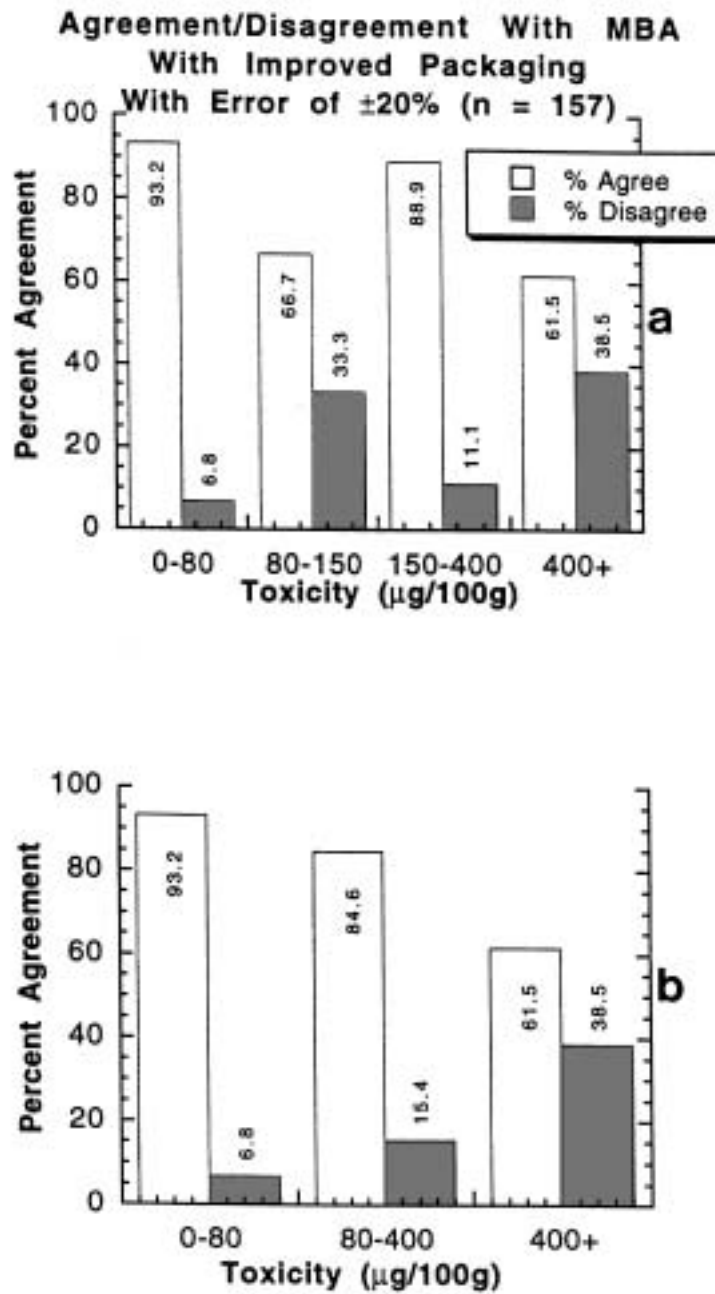 Agreement/Disagreement With MBA
With Improved Packaging
With Error of ±20% (n = 157)
100
80
60
40
20
0
Percent Agreement
% Agree
% Disagree
93.2
6.8
66.7
33.3
88.9
11.1
61.5
38.5
a
0-80 80-150 150-400 400+
Toxicity (µg/100g)
100
80
60
40
20
0
Percent Agreement
93.2
6.8
84.6
15.4
61.5
38.5
b
0-80 80-400 400+
Toxicity (µg/100g)